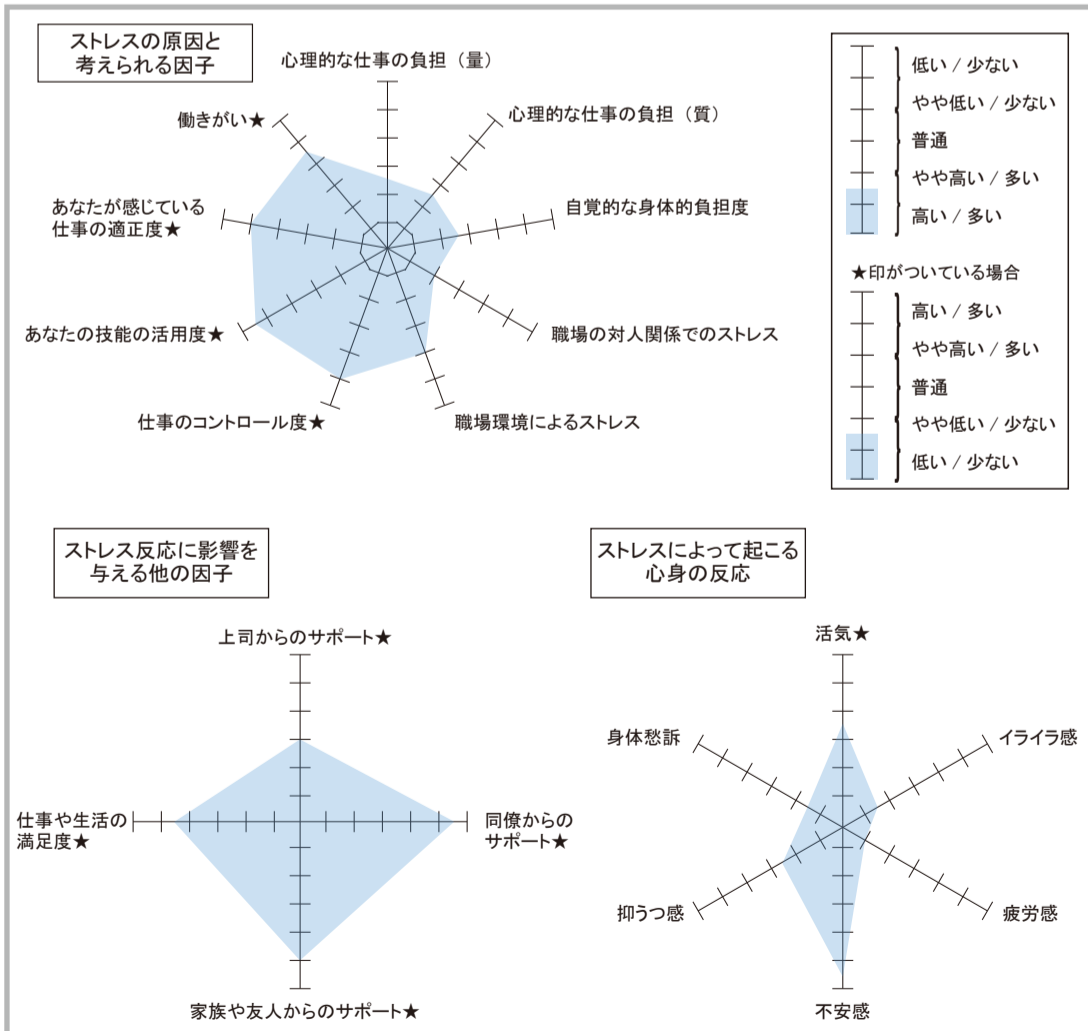 ストレスの原因と
考えられる因子
心理的な仕事の負担（量）
心理的な仕事の負担（質）
自覚的な身体的負担度
職場の対人関係でのストレス
職場環境によるストレス
仕事のコントロール度★
あなたの技能の活用度★
あなたが感じている
仕事の適正度★
働きがい★
低い / 少ない
やや低い / 少ない
普通
やや高い / 多い
高い / 多い
★印がついている場合
高い / 多い
やや高い / 多い
普通
やや低い / 少ない
低い / 少ない
ストレス反応に影響を
与える他の因子
上司からのサポート★
同僚からの
サポート★
家族や友人からのサポート★
仕事や生活の
満足度★
ストレスによって起こる
心身の反応
活気★
イライラ感
疲労感
不安感
抑うつ感
身体愁訴